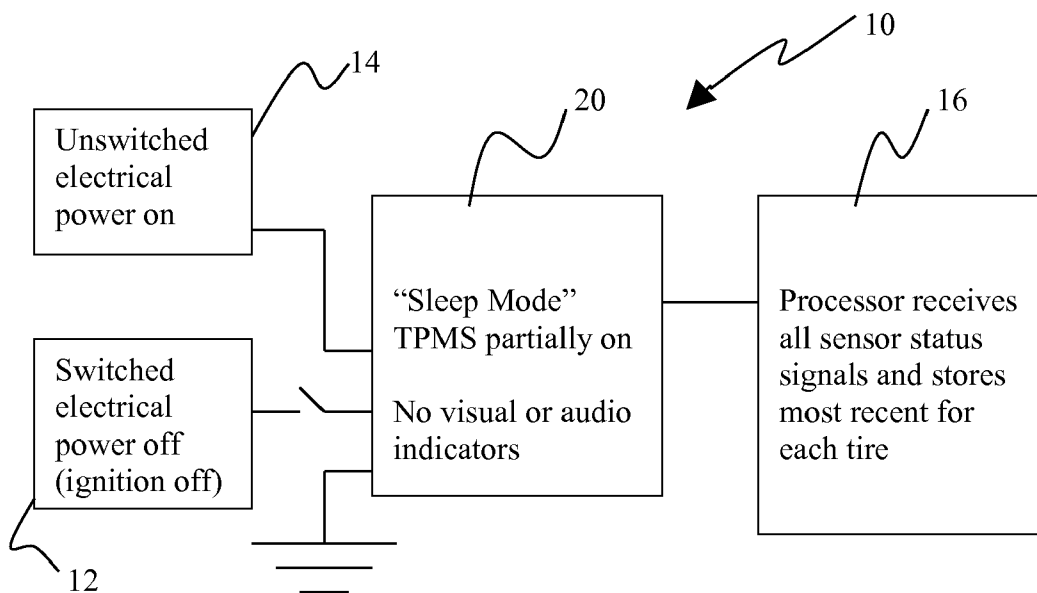 10
14
20
16
Unswitched
electrical
power on
“Sleep Mode”
TPMS partially on
No visual or audio
indicators
Processor receives
all sensor status
signals and stores
most recent for
each tire
Switched
electrical
power off
(ignition off)
12